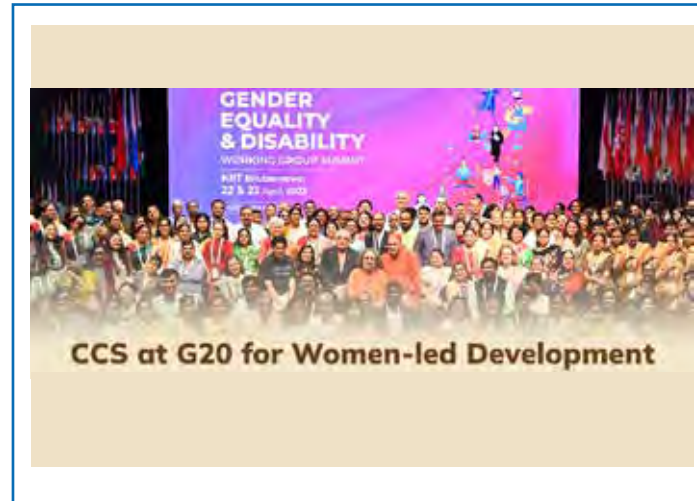 GENDER
EQUALITY
& DISABILITY
WORKING GROUP SUMMIT
KIIT Bhubaneswar
22 & 23 April, 2023
CCS at G20 for Women-led Development